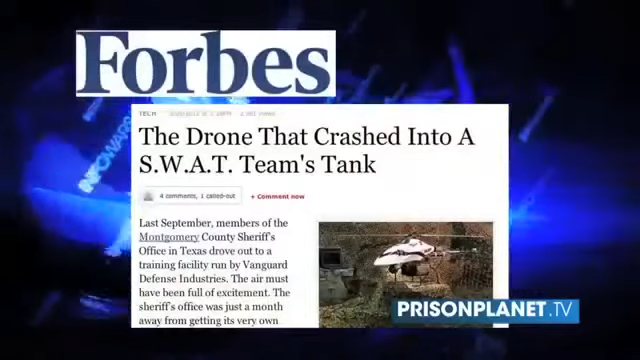 Forbes
TECH
The Drone That Crashed Into A
S.W.A.T. Team's Tank
4 comments, 1 called-out + Comment now
Last September, members of the
Montgomery County Sheriff's
Office in Texas drove out to a
training facility run by Vanguard
Defense Industries. The air must
have been full of excitement. The
sheriff's office was just a month
away from getting its very own
INFOWARS
PRISONPLANET.TV